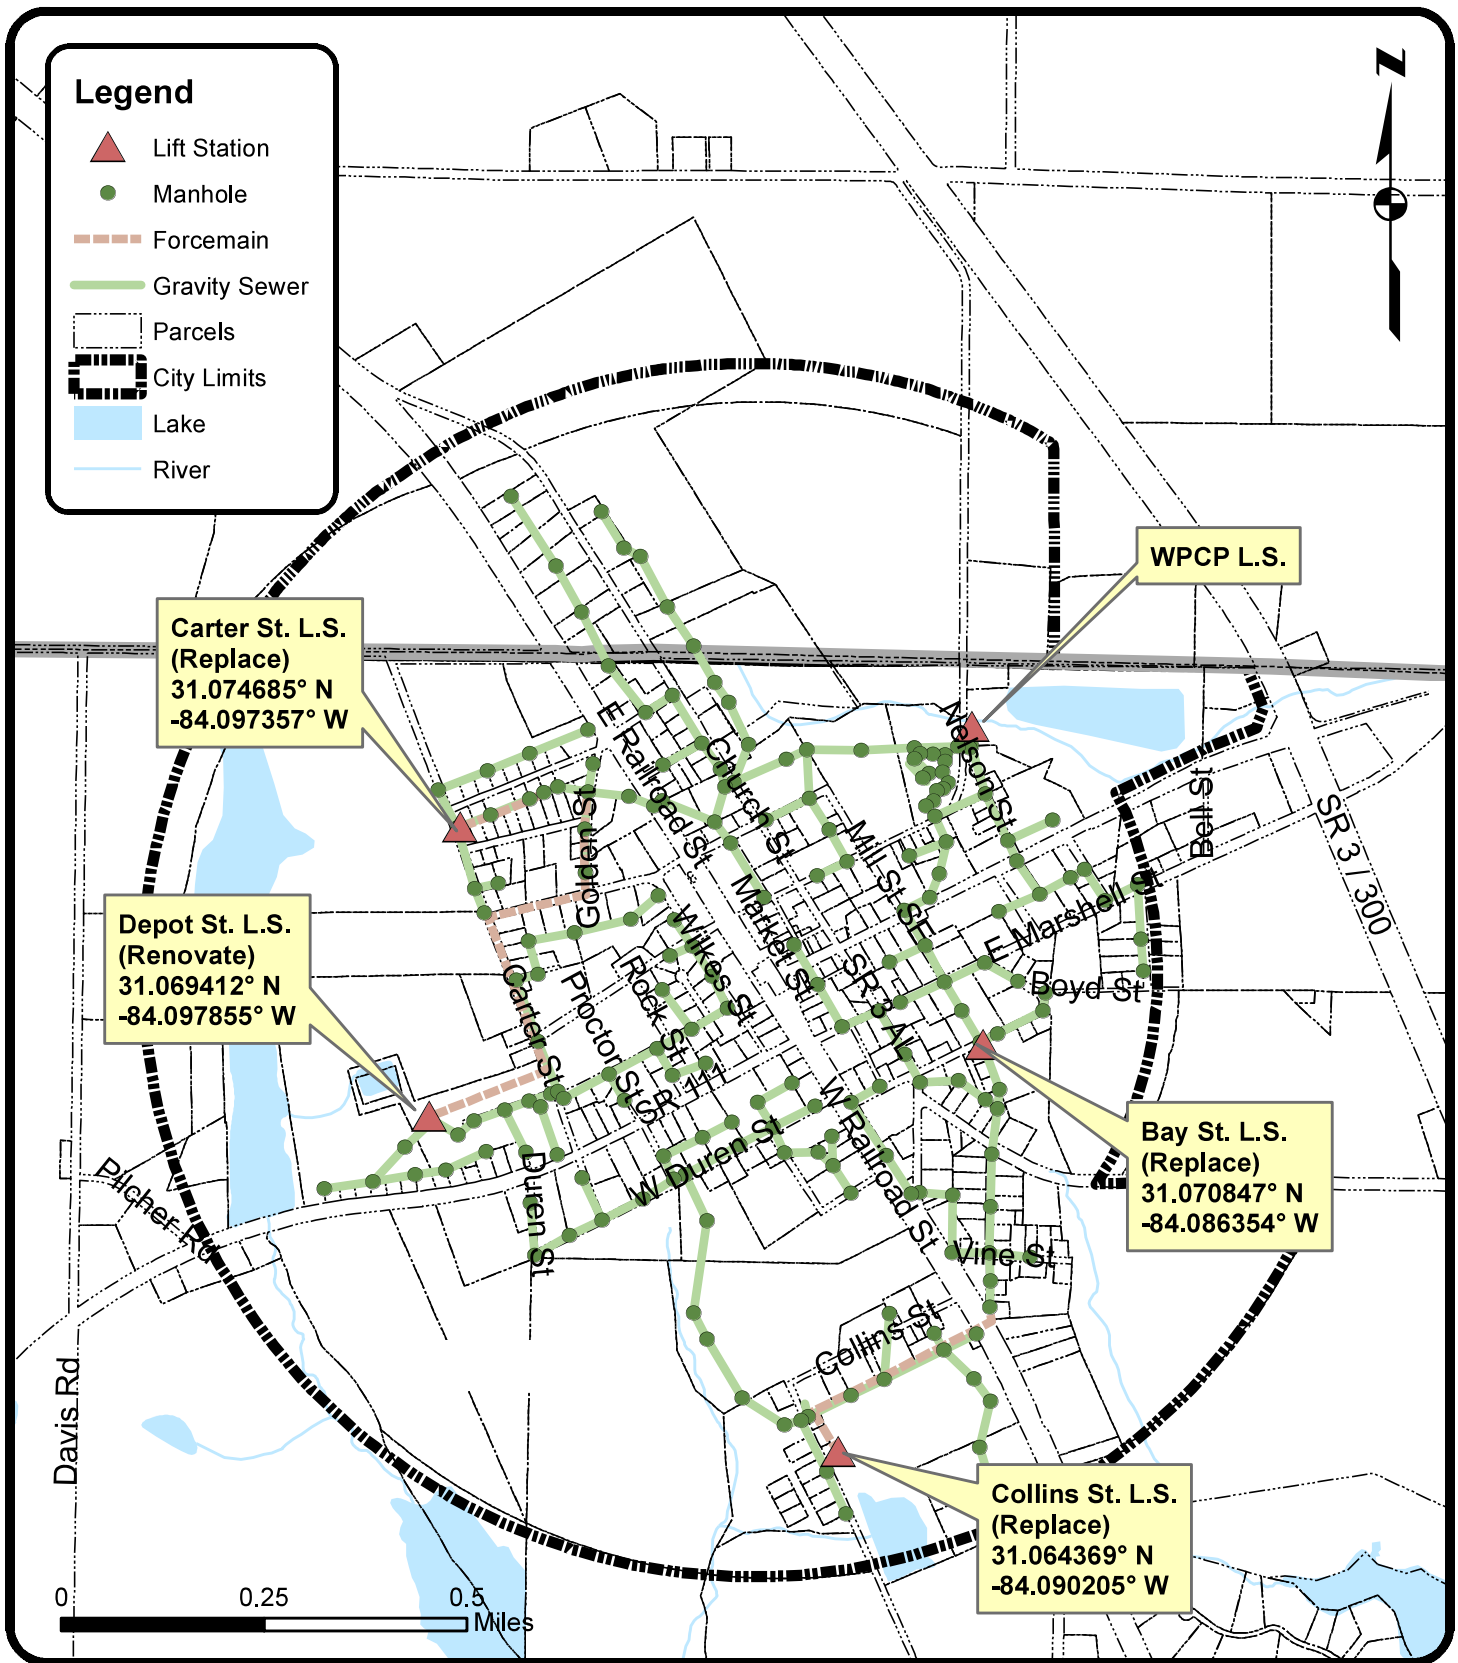 Legend
Lift Station
Manhole
Forcemain
Gravity Sewer
Parcels
City Limits
Lake
River
N
WPCP L.S.
Carter St. L.S.
(Replace)
31.074685° N
-84.097357° W
Depot St. L.S.
(Renovate)
31.069412° N
-84.097855° W
Bay St. L.S.
(Replace)
31.070847° N
-84.086354° W
Collins St. L.S.
(Replace)
31.064369° N
-84.090205° W
E Railroad St
Church St
Nelson St
Golden St
Market St
Mill St SE
Bell St
SR 3 / 300
E Marshell St
Boyd St
Wilkes St
Rock St
Proctor St
Carter St
SR 3 Al
SR 111
W Duren St
Duren St
W Railroad St
Vine St
Collins St
Pilcher Rd
Davis Rd
0 0.25 0.5
Miles